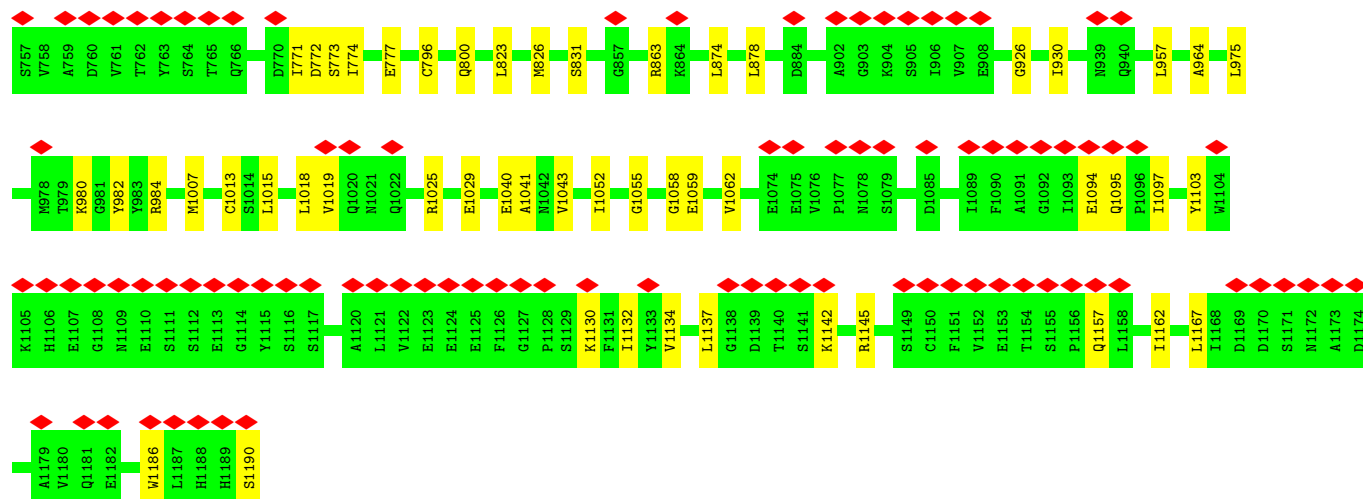 S757 V758 A759 D760 V761 T762 Y763 S764 T765 Q766 D770 I771 D772 S773 I774 E777 C796 Q800 L823 M826 S831 G857 R863 K864 L874 L878 D884 A902 G903 K904 S905 I906 V907 E908 G926 I930 N939 Q940 L957 A964 L975
M978 T979 K980 G981 Y982 Y983 R984 M1007 C1013 S1014 L1015 L1018 V1019 Q1020 N1021 Q1022 R1025 E1029 E1040 A1041 N1042 V1043 I1052 G1055 G1058 E1059 V1062 E1074 E1075 V1076 P1077 N1078 S1079 D1085 I1089 F1090 A1091 G1092 I1093 E1094 Q1095 P1096 I1097 Y1103 W1104
K1105 H1106 E1107 G1108 N1109 E1110 S1111 S1112 E1113 G1114 Y1115 S1116 S1117 A1120 L1121 V1122 E1123 E1124 E1125 F1126 G1127 P1128 S1129 K1130 F1131 I1132 Y1133 V1134 L1137 G1138 D1139 T1140 S1141 K1142 R1145 S1149 C1150 F1151 V1152 E1153 T1154 S1155 P1156 Q1157 L1158 I1162 L1167 I1168 D1169 D1170 S1171 N1172 A1173 D1174
A1179 V1180 Q1181 E1182 W1186 L1187 H1188 H1189 S1190